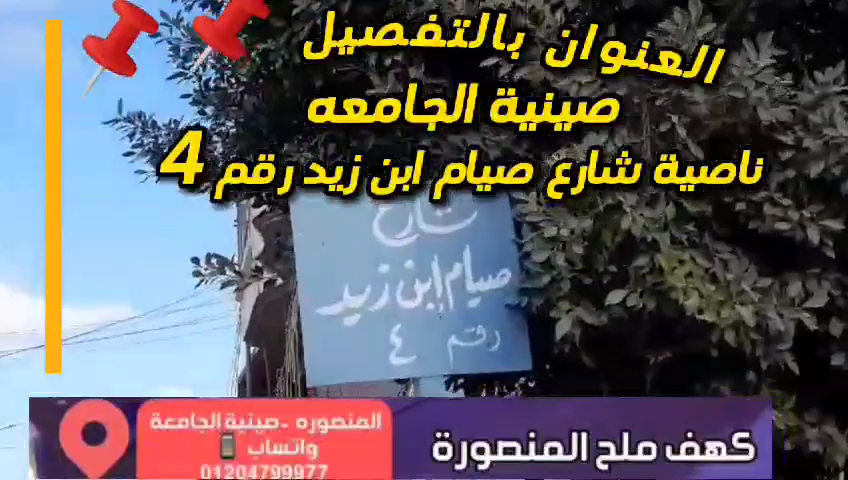 العنوان بالتفصيل
صينية الجامعه
ناصية شارع صيام ابن زيد رقم 4
شارع
صيام إبن زيد
رقم ٤
المنصوره -صينية الجامعة
واتساب
01204799977
كهف ملح المنصورة